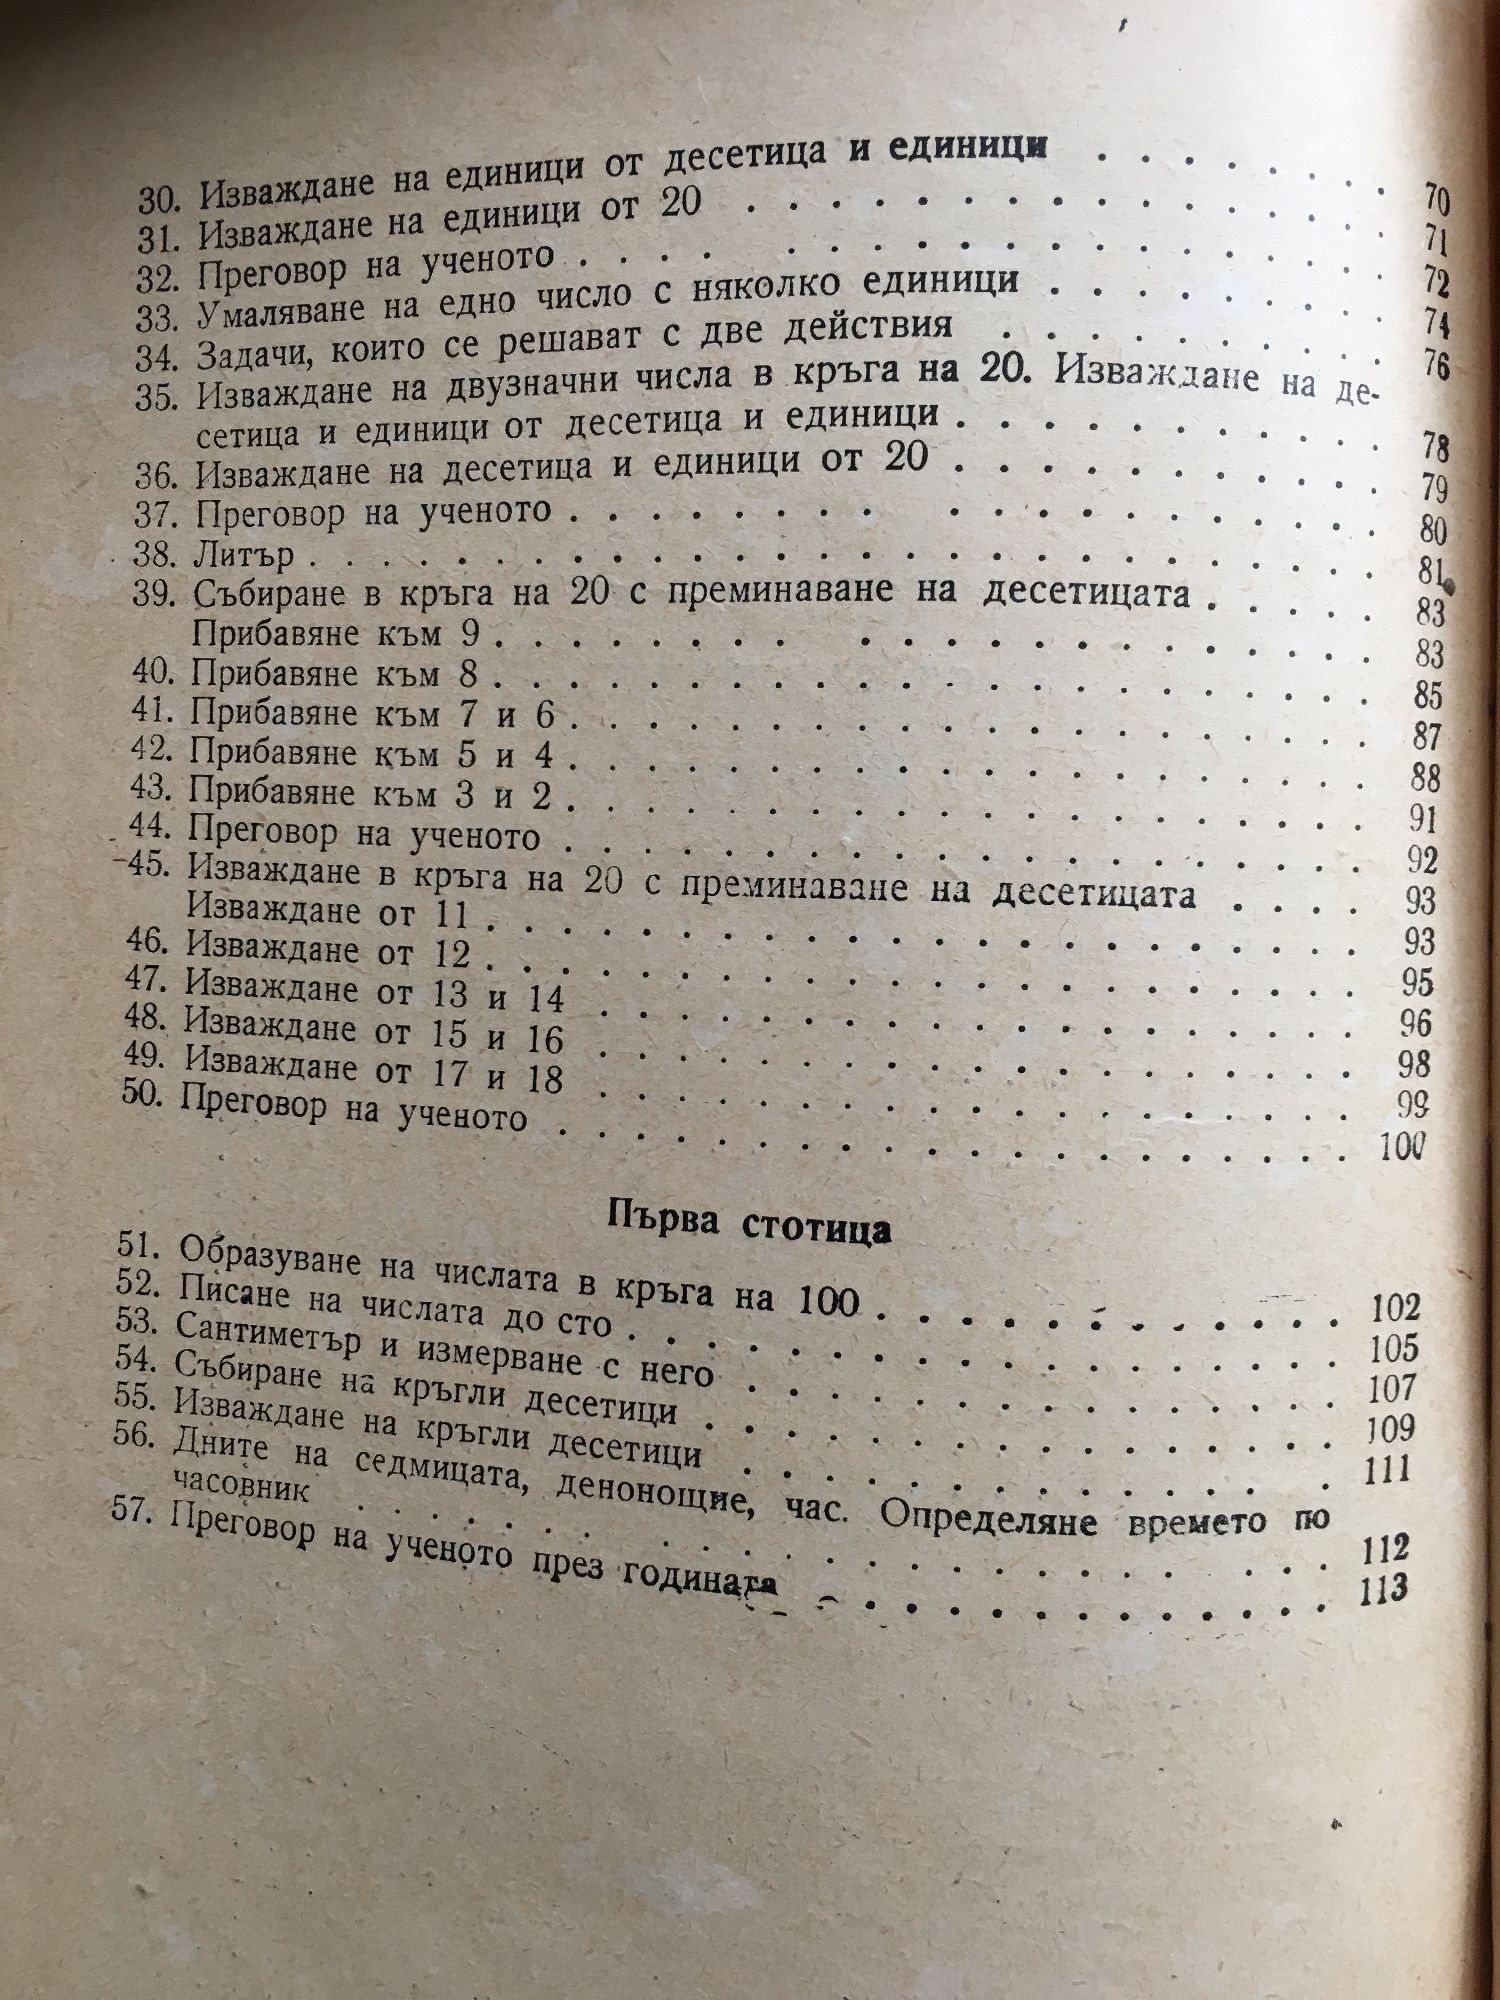 30. Изваждане на единици от десетица и единици . . . . . . . . 70
31. Изваждане на единици от 20 . . . . . . . . . . . . . . . . 71
32. Преговор на ученото . . . . . . . . . . . . . . . . . . . 72
33. Умаляване на едно число с няколко единици . . . . . . . . . 74
34. Задачи, които се решават с две действия . . . . . . . . . . 76
35. Изваждане на двузначни числа в кръга на 20. Изваждане на де-
сетица и единици от десетица и единици . . . . . . . . . . . 78
36. Изваждане на десетица и единици от 20 . . . . . . . . . . . 79
37. Преговор на ученото . . . . . . . . . . . . . . . . . . . 80
38. Литър . . . . . . . . . . . . . . . . . . . . . . . . . . 81
39. Събиране в кръга на 20 с преминаване на десетицата . . . . . 83
Прибавяне към 9 . . . . . . . . . . . . . . . . . . . . . 83
40. Прибавяне към 8 . . . . . . . . . . . . . . . . . . . . . 85
41. Прибавяне към 7 и 6 . . . . . . . . . . . . . . . . . . . 87
42. Прибавяне към 5 и 4 . . . . . . . . . . . . . . . . . . . 88
43. Прибавяне към 3 и 2 . . . . . . . . . . . . . . . . . . . 91
44. Преговор на ученото . . . . . . . . . . . . . . . . . . . 92
45. Изваждане в кръга на 20 с преминаване на десетицата . . . . 93
Изваждане от 11 . . . . . . . . . . . . . . . . . . . . . 93
46. Изваждане от 12 . . . . . . . . . . . . . . . . . . . . . 95
47. Изваждане от 13 и 14 . . . . . . . . . . . . . . . . . . 96
48. Изваждане от 15 и 16 . . . . . . . . . . . . . . . . . . 98
49. Изваждане от 17 и 18 . . . . . . . . . . . . . . . . . . 99
50. Преговор на ученото . . . . . . . . . . . . . . . . . . . 100
Първа стотица
51. Образуване на числата в кръга на 100 . . . . . . . . . . . 102
52. Писане на числата до сто . . . . . . . . . . . . . . . . . 105
53. Сантиметър и измерване с него . . . . . . . . . . . . . . 107
54. Събиране на кръгли десетици . . . . . . . . . . . . . . . 109
55. Изваждане на кръгли десетици . . . . . . . . . . . . . . . 111
56. Дните на седмицата, денонощие, час. Определяне времето по
часовник . . . . . . . . . . . . . . . . . . . . . . . . 112
57. Преговор на ученото през годината . . . . . . . . . . . . 113